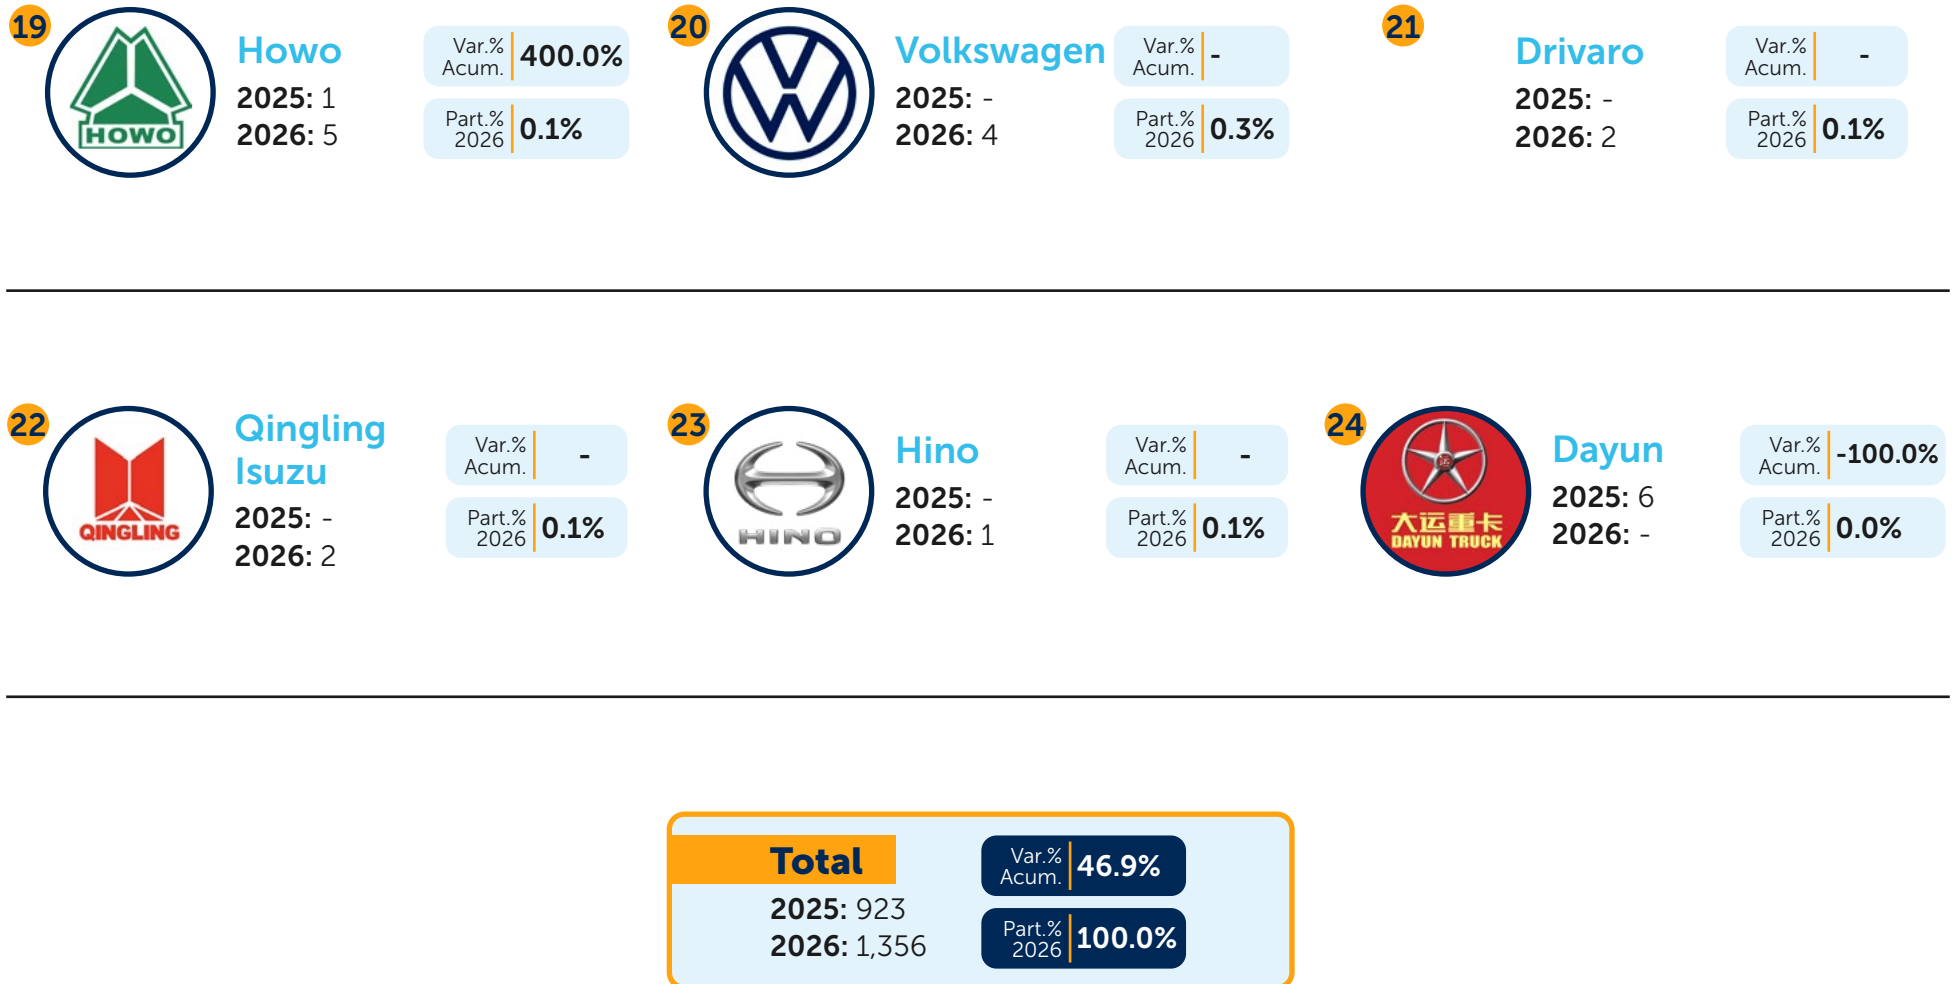 19
HOWO
Howo
2025: 1
2026: 5
Var.%
Acum.
400.0%
Part.%
2026
0.1%
20
Volkswagen
2025: -
2026: 4
Var.%
Acum.
-
Part.%
2026
0.3%
21
Drivaro
2025: -
2026: 2
Var.%
Acum.
-
Part.%
2026
0.1%
22
QINGLING
Qingling
Isuzu
2025: -
2026: 2
Var.%
Acum.
-
Part.%
2026
0.1%
23
HINO
Hino
2025: -
2026: 1
Var.%
Acum.
-
Part.%
2026
0.1%
24
大运重卡
DAYUN TRUCK
Dayun
2025: 6
2026: -
Var.%
Acum.
-100.0%
Part.%
2026
0.0%
Total
2025: 923
2026: 1,356
Var.%
Acum.
46.9%
Part.%
2026
100.0%